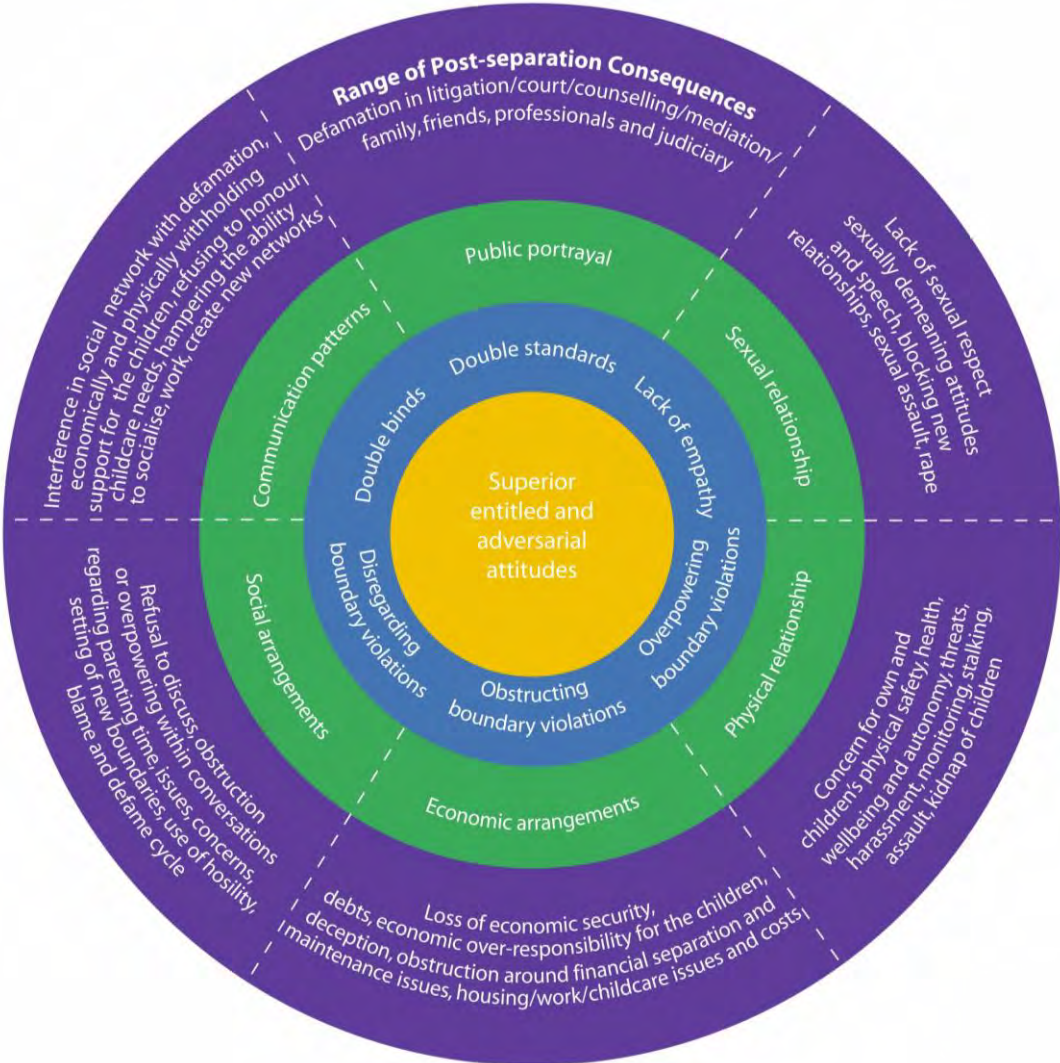 Range of Post-separation Consequences
Defamation in litigation/court/counselling/mediation/
family, friends, professionals and judiciary
Lack of sexual respect
sexually demeaning attitudes
and speech, blocking new
relationships, sexual assault, rape
Concern for own and
children's physical safety, health,
wellbeing and autonomy, threats,
harassment, monitoring, stalking,
assault, kidnap of children
Loss of economic security,
debts, economic over-responsibility for the children,
deception, obstruction around financial separation and
maintenance issues, housing/work/childcare issues and costs
Refusal to discuss, obstruction
or overpowering within conversations
regarding parenting time, issues, concerns,
setting of new boundaries, use of hosility,
blame and defame cycle
Interference in social network with defamation,
economically and physically withholding
support for the children, refusing to honour
childcare needs, hampering the ability
to socialise, work, create new networks
Public portrayal
Sexual relationship
Physical relationship
Economic arrangements
Social arrangements
Communication patterns
Double standards
Lack of empathy
Overpowering
boundary violations
Obstructing
boundary violations
Disregarding
boundary violations
Double binds
Superior
entitled and
adversarial
attitudes